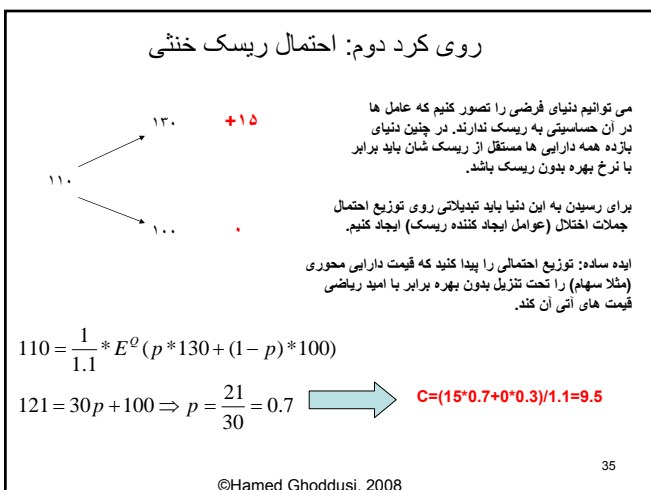 روی کرد دوم: احتمال ریسک خنثی
می توانیم دنیای فرضی را تصور کنیم که عامل ها
در آن حساسیتی به ریسک ندارند. در چنین دنیای
بازده همه دارایی ها مستقل از ریسک شان باید برابر
با نرخ بهره بدون ریسک باشد.
برای رسیدن به این دنیا باید تبدیلاتی روی توزیع احتمال
جملات اختلال (عوامل ایجاد کننده ریسک) ایجاد کنیم.
ایده ساده: توزیع احتمالی را پیدا کنید که قیمت دارایی محوری
(مثلا سهام) را تحت تنزیل بدون بهره برابر با امید ریاضی
قیمت های آتی آن کند.
۱۳۰ +۱۵
۱۱۰
۱۰۰ ۰
110 = \frac{1}{1.1} * E^Q (p*130 + (1-p)*100)
121 = 30p + 100 ⇒ p = \frac{21}{30} = 0.7
C=(15*0.7+0*0.3)/1.1=9.5
35
©Hamed Ghoddusi, 2008